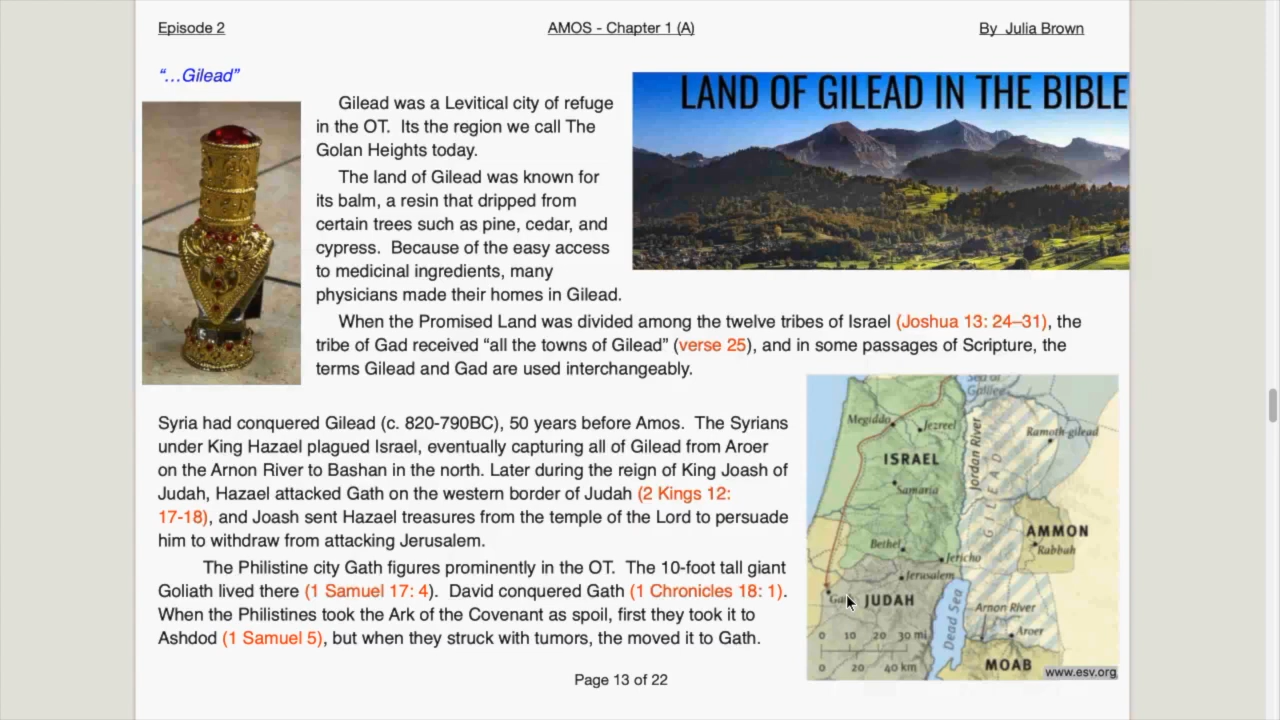 Episode 2
AMOS - Chapter 1 (A)
By Julia Brown
“…Gilead”
LAND OF GILEAD IN THE BIBLE
Gilead was a Levitical city of refuge
in the OT. Its the region we call The
Golan Heights today.
The land of Gilead was known for
its balm, a resin that dripped from
certain trees such as pine, cedar, and
cypress. Because of the easy access
to medicinal ingredients, many
physicians made their homes in Gilead.
When the Promised Land was divided among the twelve tribes of Israel (Joshua 13: 24–31), the
tribe of Gad received “all the towns of Gilead” (verse 25), and in some passages of Scripture, the
terms Gilead and Gad are used interchangeably.
Syria had conquered Gilead (c. 820-790BC), 50 years before Amos. The Syrians
under King Hazael plagued Israel, eventually capturing all of Gilead from Aroer
on the Arnon River to Bashan in the north. Later during the reign of King Joash of
Judah, Hazael attacked Gath on the western border of Judah (2 Kings 12:
17-18), and Joash sent Hazael treasures from the temple of the Lord to persuade
him to withdraw from attacking Jerusalem.
The Philistine city Gath figures prominently in the OT. The 10-foot tall giant
Goliath lived there (1 Samuel 17: 4). David conquered Gath (1 Chronicles 18: 1).
When the Philistines took the Ark of the Covenant as spoil, first they took it to
Ashdod (1 Samuel 5), but when they struck with tumors, the moved it to Gath.
Sea of
Galilee
Megiddo
Jezreel
Ramoth-gilead
Jordan River
ISRAEL
GILEAD
Samaria
AMMON
Rabbah
Bethel
Jericho
Jerusalem
JUDAH
Dead Sea
Arnon River
Aroer
0 10 20 30 mi
0 20 40 km
MOAB
www.esv.org
Page 13 of 22